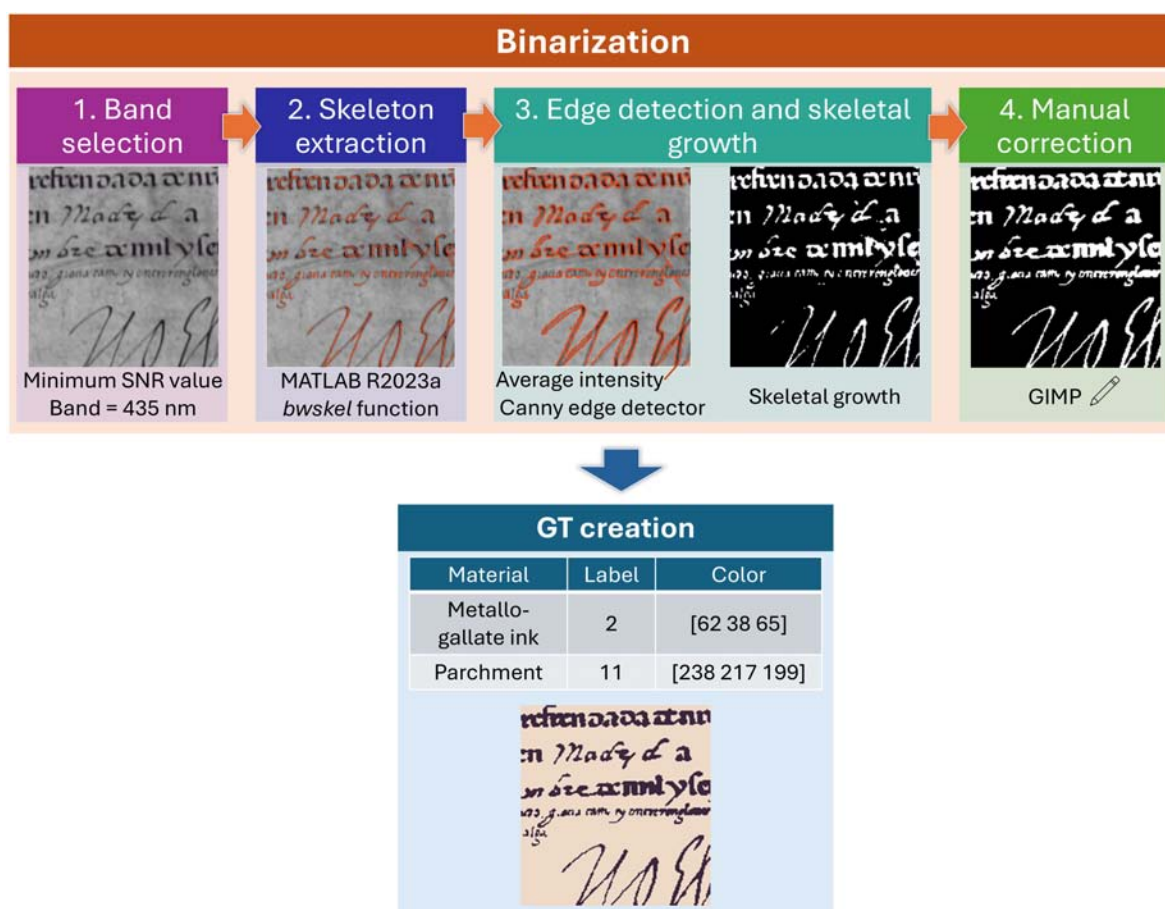 Binarization
1. Band selection
2. Skeleton extraction
3. Edge detection and skeletal growth
4. Manual correction
en Made d a
Minimum SNR value
Band = 435 nm
MATLAB R2023a
bwskel function
Average intensity
Canny edge detector
Skeletal growth
GIMP
GT creation
Material Label Color
Metallo-gallate ink 2 [62 38 65]
Parchment 11 [238 217 199]